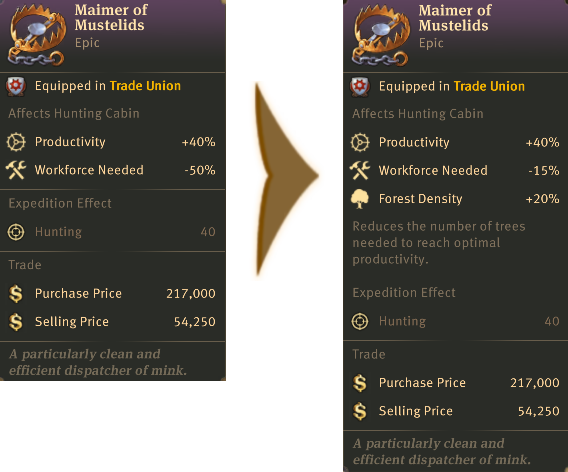 Maimer of
Mustelids
Epic
Equipped in Trade Union
Affects Hunting Cabin
Productivity +40%
Workforce Needed -50%
Expedition Effect
Hunting 40
Trade
Purchase Price 217,000
Selling Price 54,250
A particularly clean and
efficient dispatcher of mink.
Maimer of
Mustelids
Epic
Equipped in Trade Union
Affects Hunting Cabin
Productivity +40%
Workforce Needed -15%
Forest Density +20%
Reduces the number of trees
needed to reach optimal
productivity.
Expedition Effect
Hunting 40
Trade
Purchase Price 217,000
Selling Price 54,250
A particularly clean and
efficient dispatcher of mink.